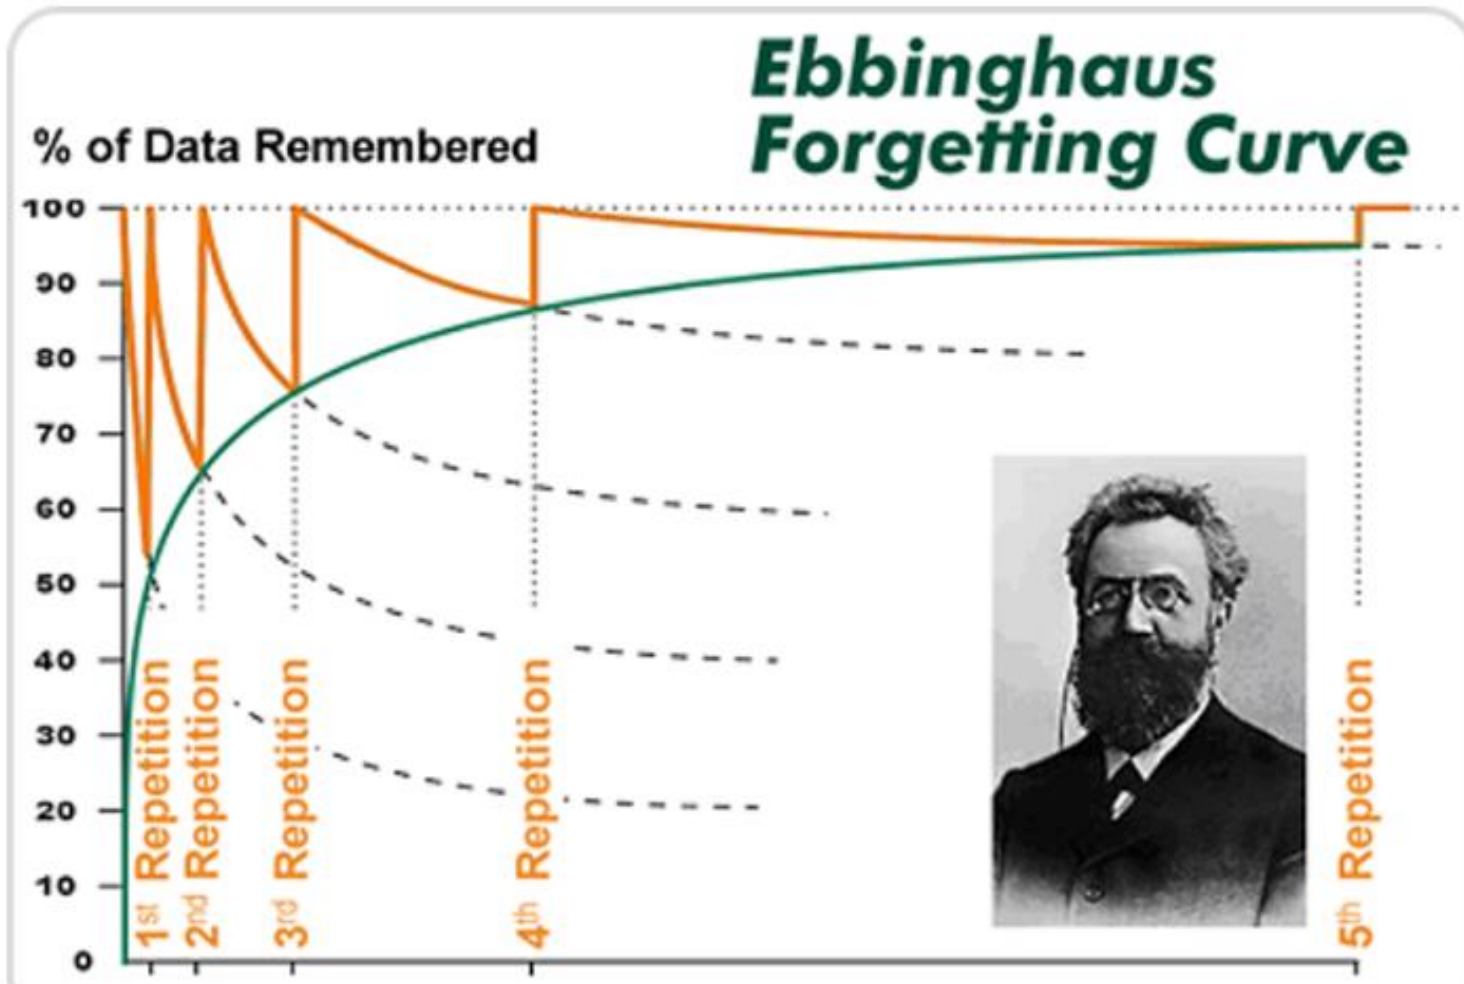 Ebbinghaus
Forgetting Curve
% of Data Remembered
100
90
80
70
60
50
40
30
20
10
0
1st Repetition
2nd Repetition
3rd Repetition
4th Repetition
5th Repetition